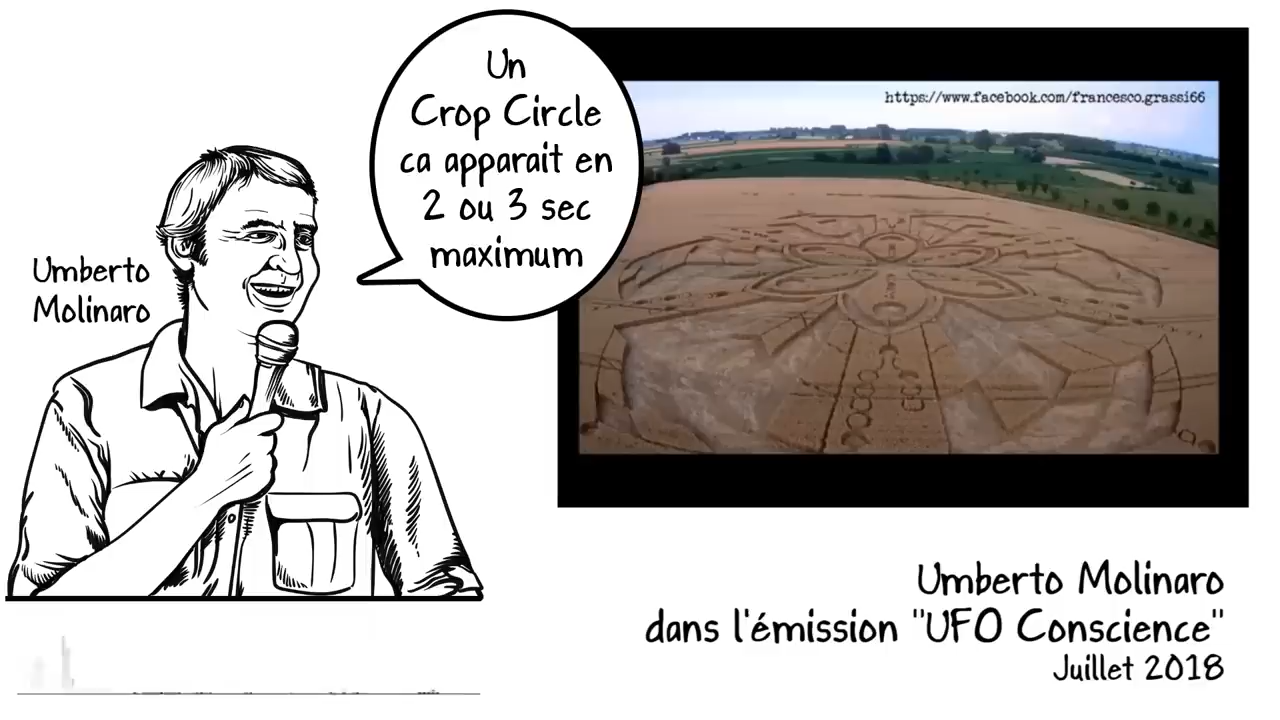 Un
Crop Circle
ca apparait en
2 ou 3 sec
maximum
https://www.facebook.com/francesco.grassi66
Umberto
Molinaro
Umberto Molinaro
dans l'émission "UFO Conscience"
Juillet 2018